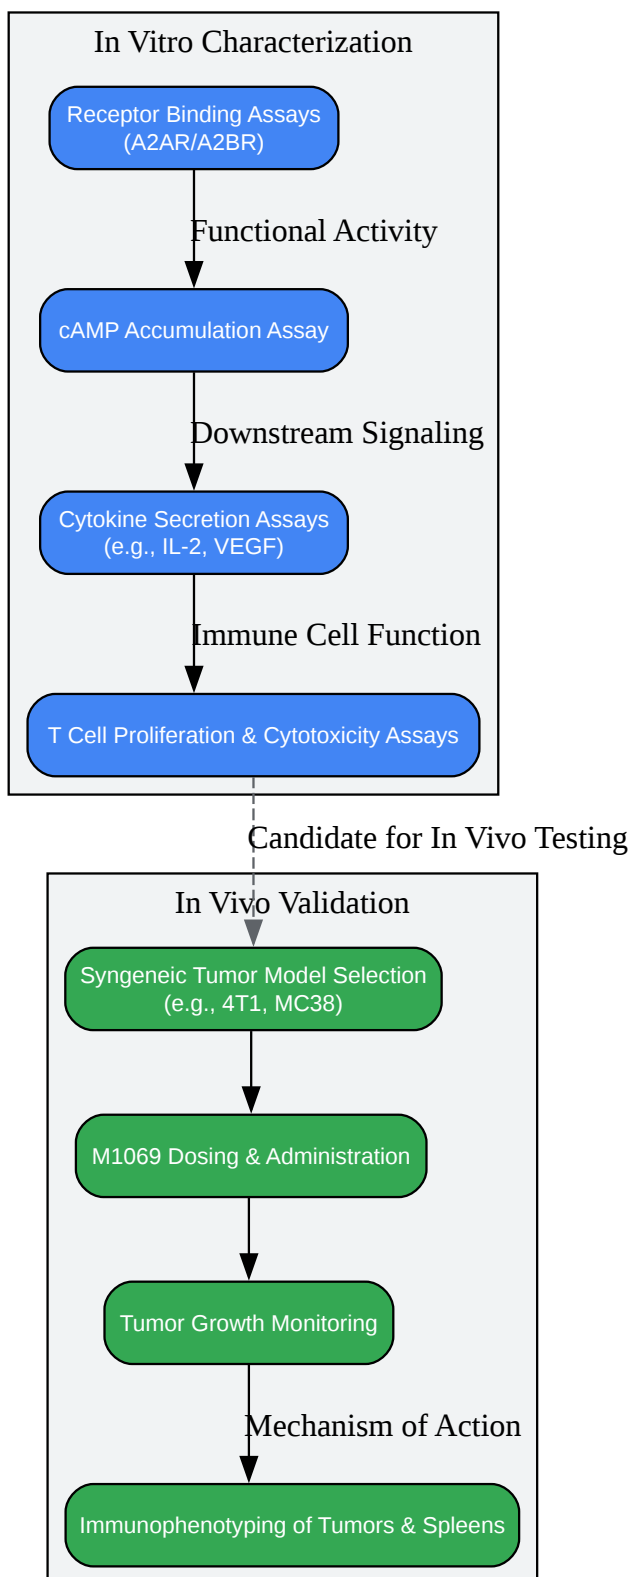 In Vitro Characterization
Receptor Binding Assays
(A2AR/A2BR)
Functional Activity
cAMP Accumulation Assay
Downstream Signaling
Cytokine Secretion Assays
(e.g., IL-2, VEGF)
Immune Cell Function
T Cell Proliferation & Cytotoxicity Assays
Candidate for In Vivo Testing
In Vivo Validation
Syngeneic Tumor Model Selection
(e.g., 4T1, MC38)
M1069 Dosing & Administration
Tumor Growth Monitoring
Mechanism of Action
Immunophenotyping of Tumors & Spleens